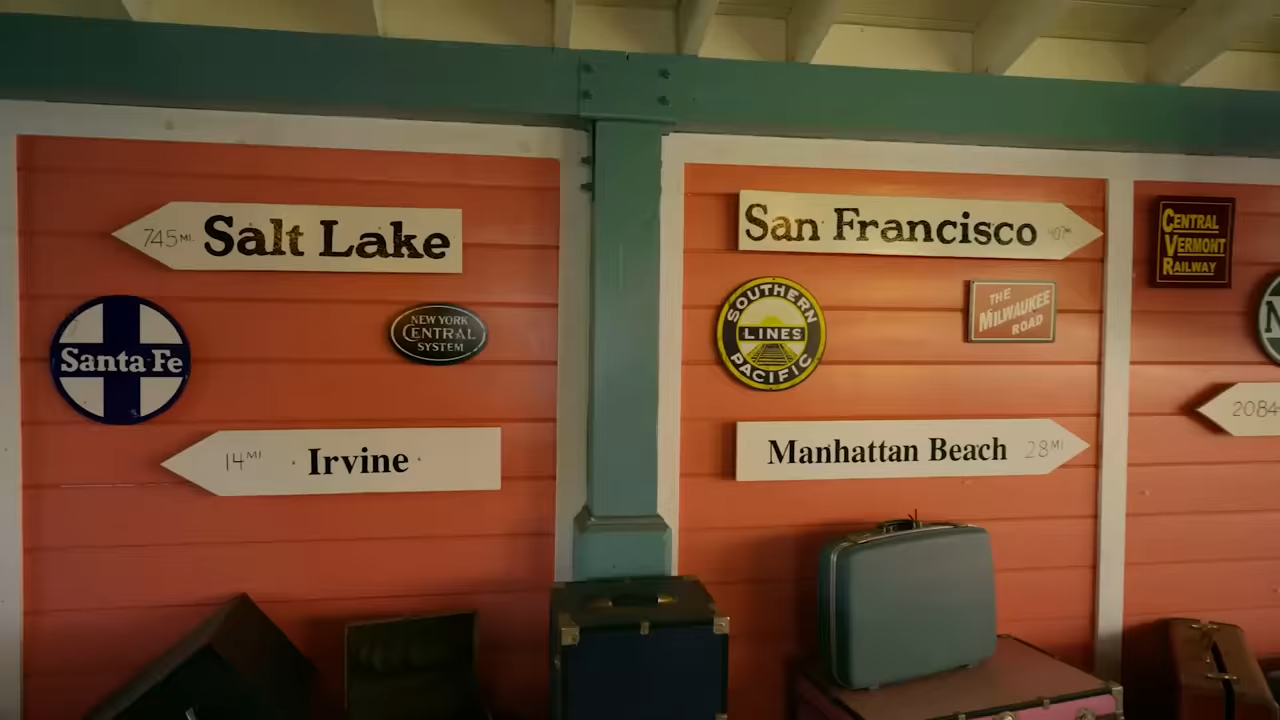 745 MI. Salt Lake
Santa Fe
NEW YORK
CENTRAL
SYSTEM
14 MI Irvine
San Francisco
SOUTHERN
LINES
PACIFIC
THE
MILWAUKEE
ROAD
Manhattan Beach 28 MI
CENTRAL
VERMONT
RAILWAY
N
2084